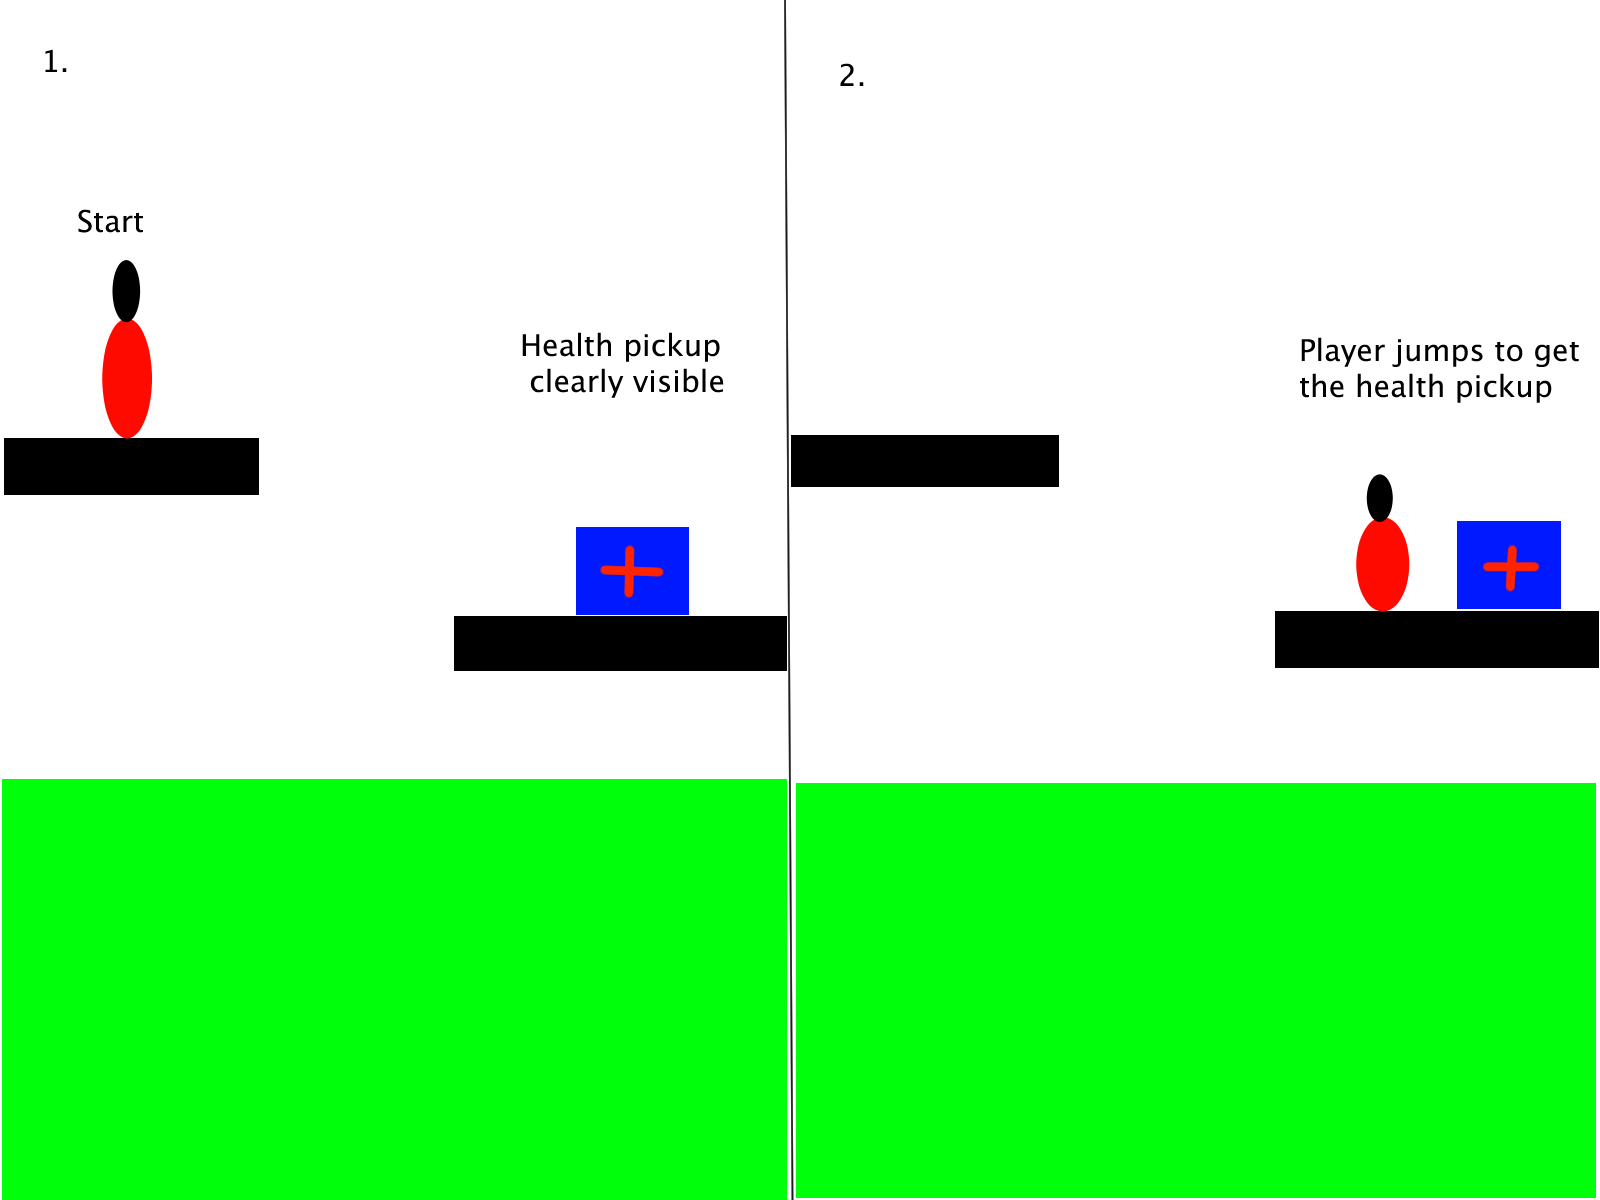 1.
Start
Health pickup
clearly visible
2.
Player jumps to get
the health pickup